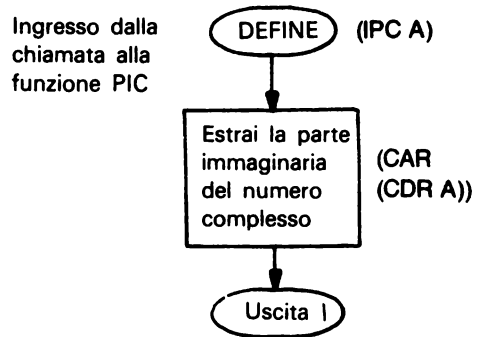 Ingresso dalla
chiamata alla
funzione PIC
DEFINE
(IPC A)
Estrai la parte
immaginaria
del numero
complesso
(CAR
(CDR A))
Uscita I